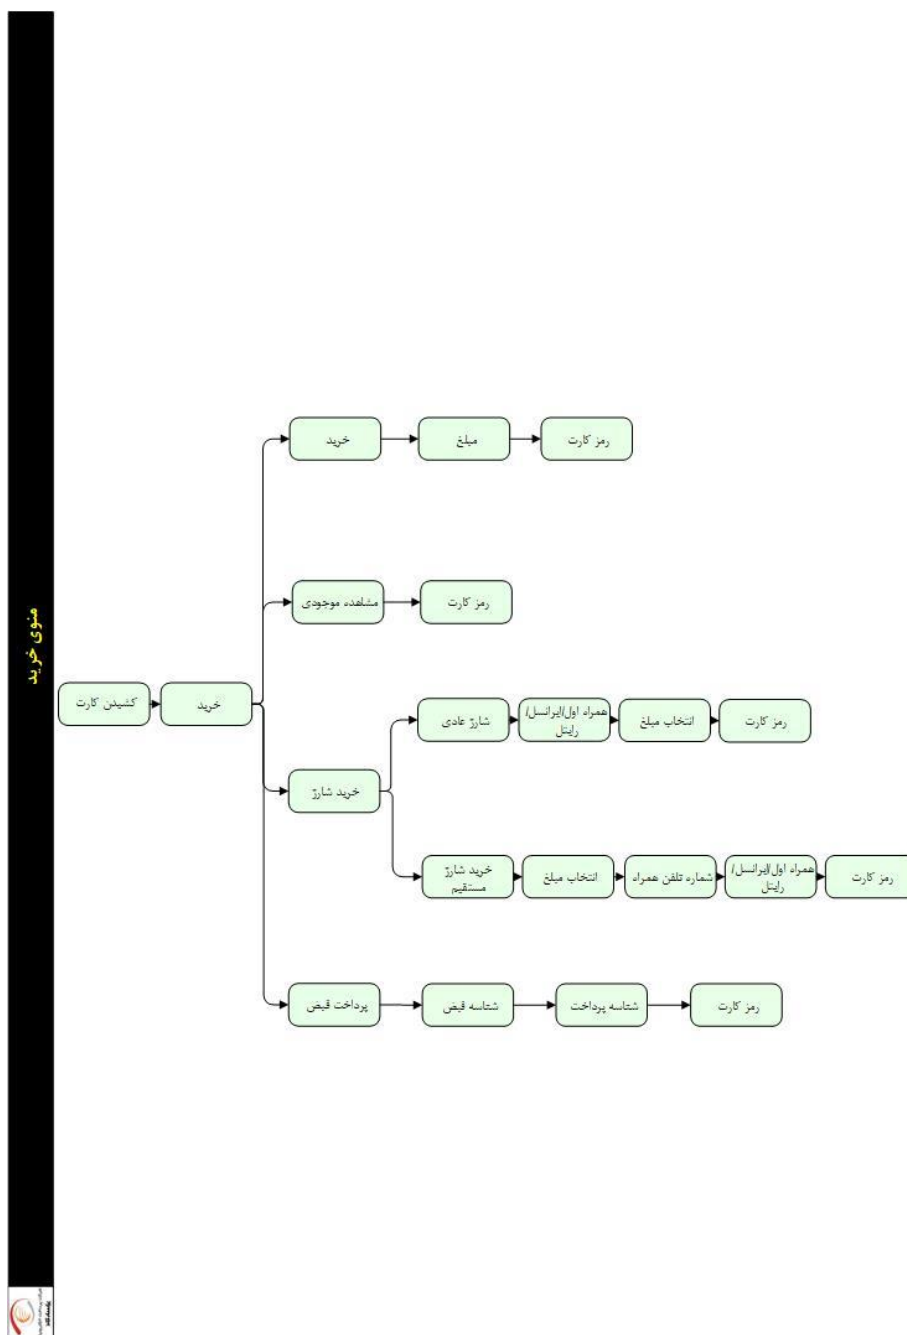 منوی خرید
کشیدن کارت
خرید
خرید
مبلغ
رمز کارت
مشاهده موجودی
رمز کارت
خرید شارژ
شارژ عادی
همراه اول/ایرانسل/
رایتل
انتخاب مبلغ
رمز کارت
خرید شارژ
مستقیم
انتخاب مبلغ
شماره تلفن همراه
همراه اول/ایرانسل/
رایتل
رمز کارت
پرداخت قبض
شناسه قبض
شناسه پرداخت
رمز کارت